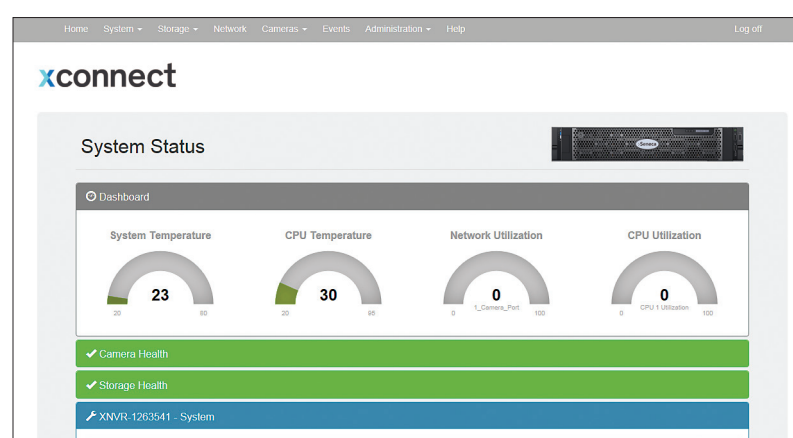 Home System Storage Network Cameras Events Administration Help Log off
xconnect
System Status
Seneca
Dashboard
System Temperature CPU Temperature Network Utilization CPU Utilization
23 30 0 0
1_Camera_Port CPU 1 Utilization
20 80 20 95 0 100 0 100
Camera Health
Storage Health
XNVR-1263541 - System